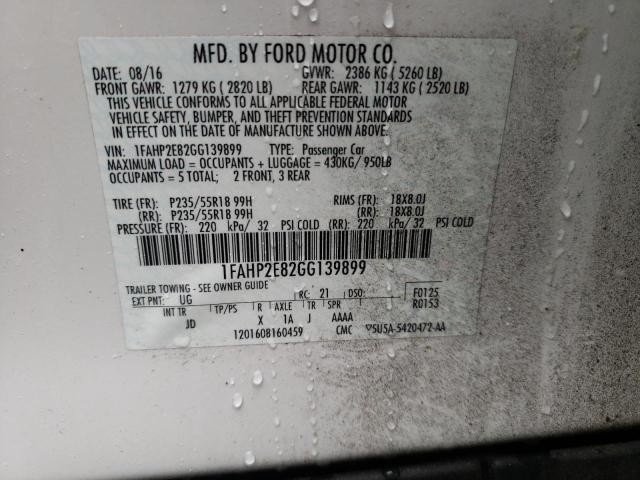 MFD. BY FORD MOTOR CO.
DATE: 08/16 GVWR: 2386 KG ( 5260 LB)
FRONT GAWR: 1279 KG ( 2820 LB) REAR GAWR: 1143 KG ( 2520 LB)
THIS VEHICLE CONFORMS TO ALL APPLICABLE FEDERAL MOTOR
VEHICLE SAFETY, BUMPER, AND THEFT PREVENTION STANDARDS
IN EFFECT ON THE DATE OF MANUFACTURE SHOWN ABOVE.
VIN: 1FAHP2E82GG139899 TYPE: Passenger Car
MAXIMUM LOAD = OCCUPANTS + LUGGAGE = 430KG/ 950LB
OCCUPANTS = 5 TOTAL; 2 FRONT, 3 REAR
TIRE (FR): P235/55R18 99H RIMS (FR): 18X8.0J
(RR): P235/55R18 99H (RR): 18X8.0J
PRESSURE (FR): 220 kPa/ 32 PSI COLD (RR): 220 kPa/ 32 PSI COLD
1FAHP2E82GG139899
TRAILER TOWING - SEE OWNER GUIDE
EXT PNT: UG RC: 21 DSO: F0125
R0153
INT TR TP/PS R AXLE TR SPR
JD X 1A J AAAA
1201608160459 CMC 5U5A-5420472-AA